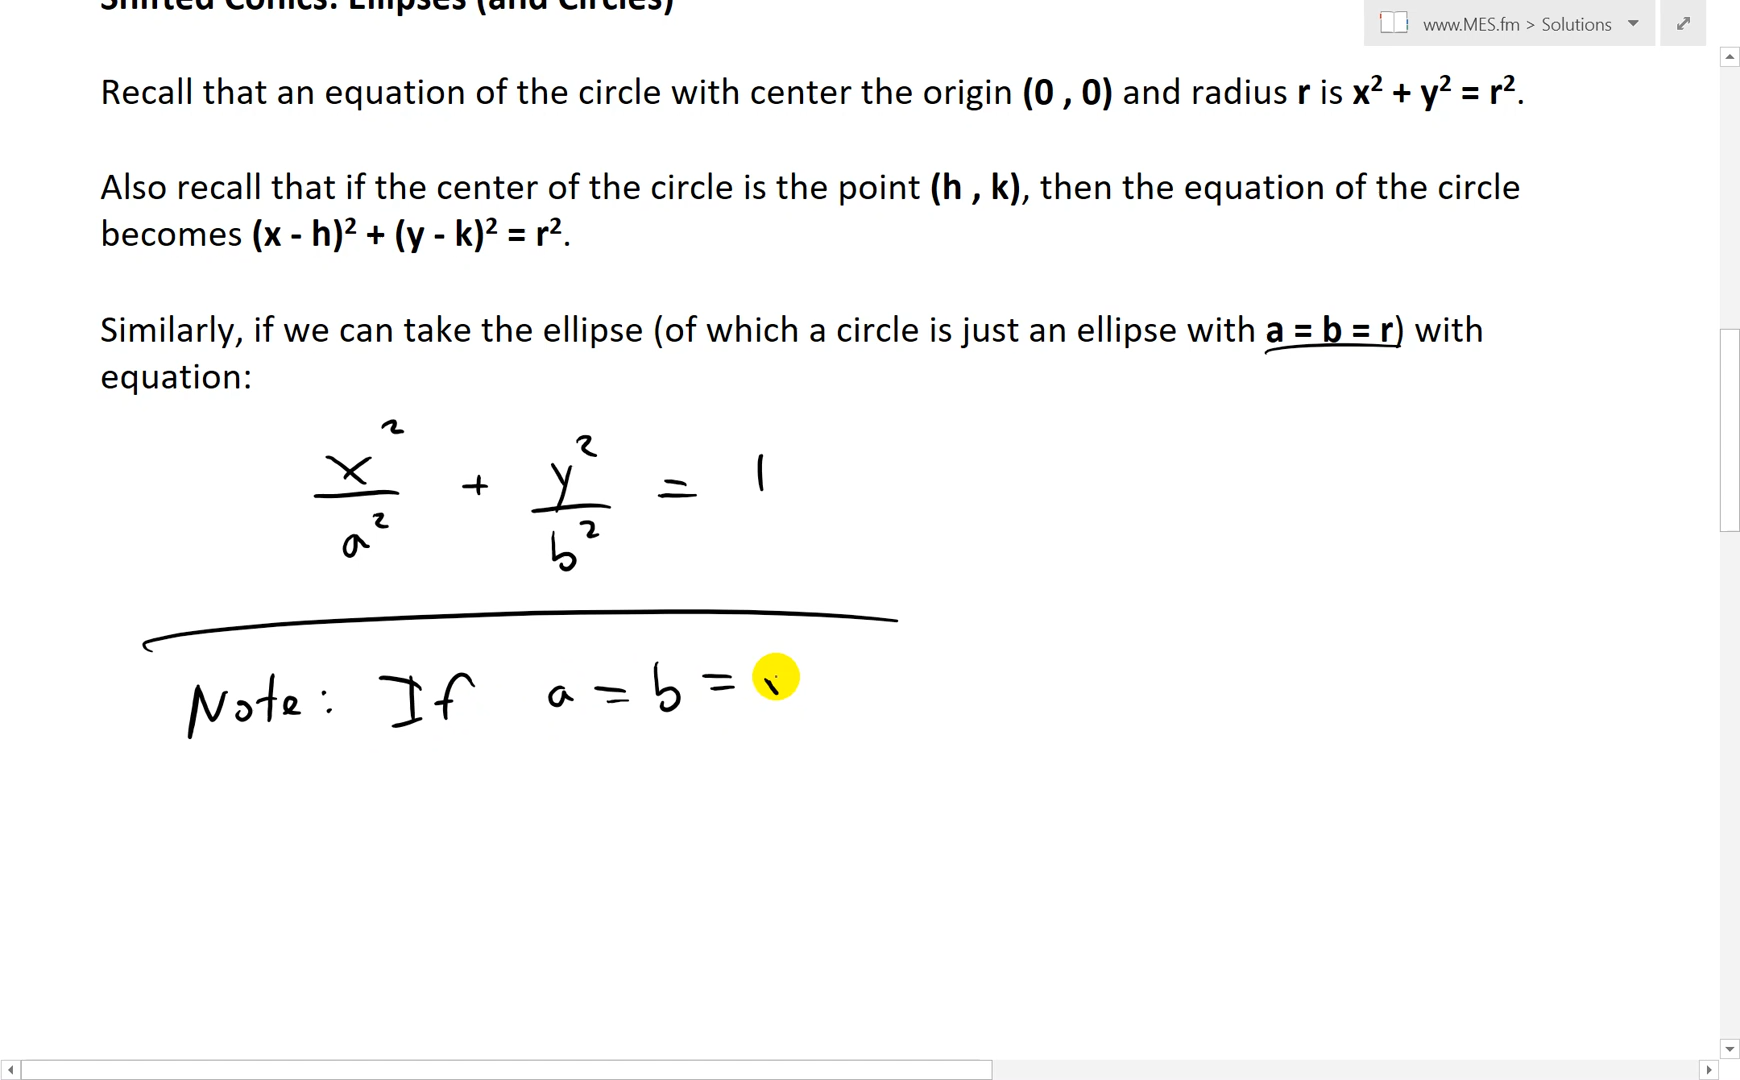 Shifted Conics: Ellipses (and Circles)
www.MES.fm > Solutions
Recall that an equation of the circle with center the origin (0 , 0) and radius r is x² + y² = r².
Also recall that if the center of the circle is the point (h , k), then the equation of the circle
becomes (x - h)² + (y - k)² = r².
Similarly, if we can take the ellipse (of which a circle is just an ellipse with a = b = r) with
equation:
x²/a² + y²/b² = 1
Note: If a = b =